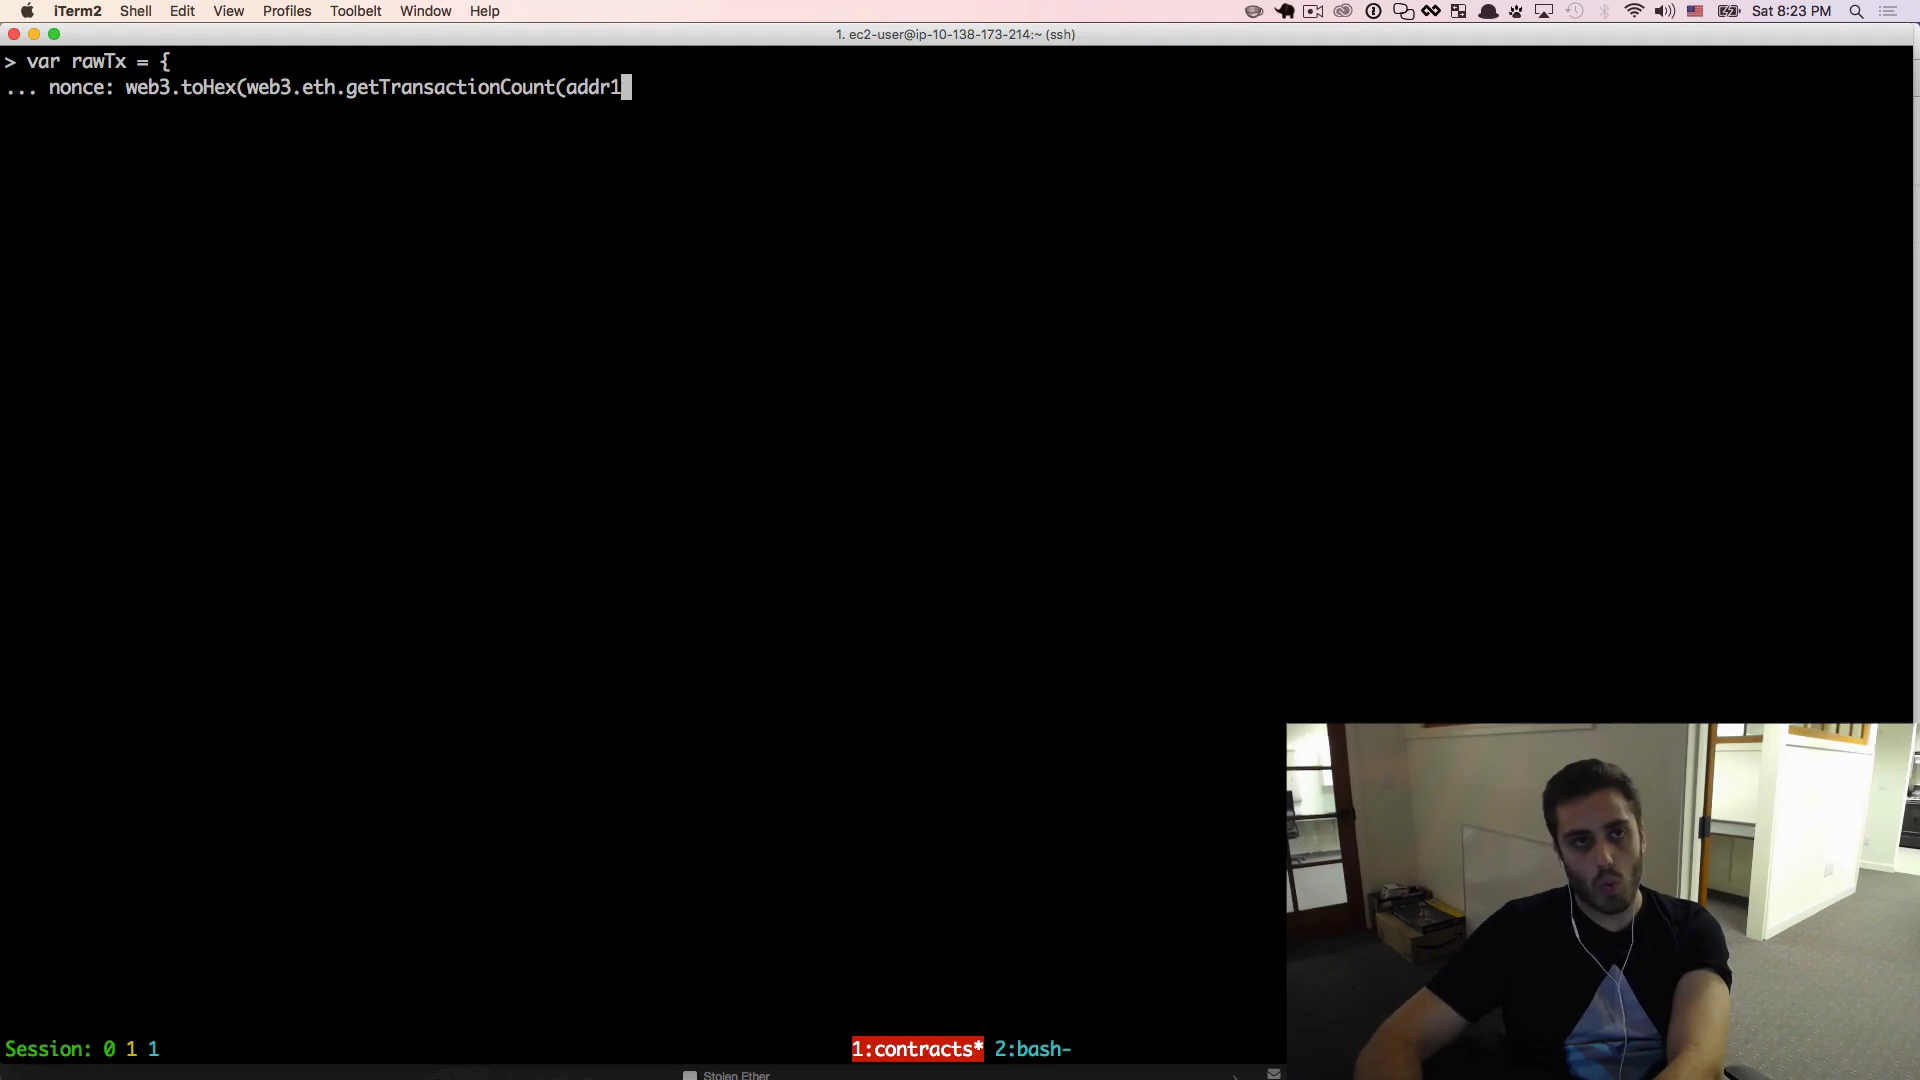 iTerm2 Shell Edit View Profiles Toolbelt Window Help Sat 8:23 PM
1. ec2-user@ip-10-138-173-214:~ (ssh)
> var rawTx = {
... nonce: web3.toHex(web3.eth.getTransactionCount(addr1
Session: 0 1 1 1:contracts* 2:bash-
Stolen Ether